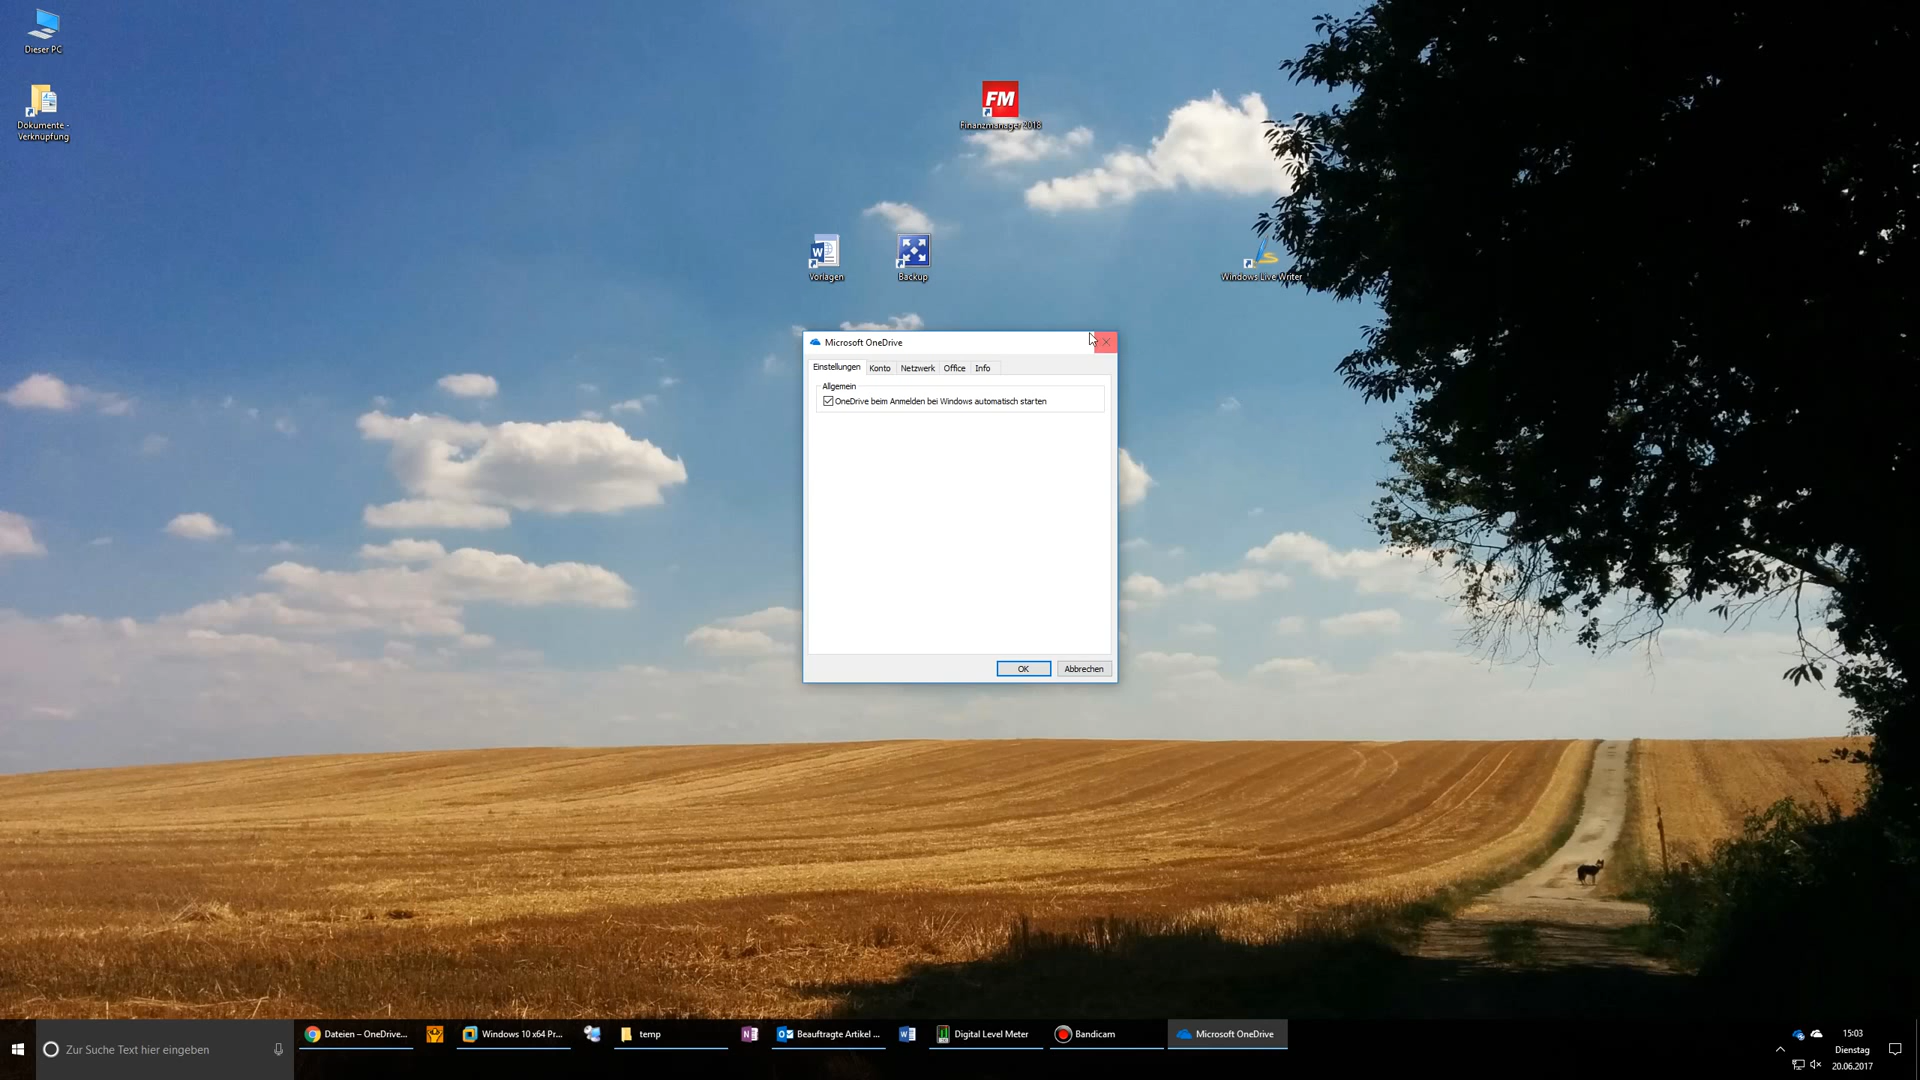 Dieser PC
Dokumente -
Verknüpfung
FM
Finanzmanager 2018
Vorlagen
Backup
Windows Live Writer
Microsoft OneDrive
Einstellungen
Konto
Netzwerk
Office
Info
Allgemein
OneDrive beim Anmelden bei Windows automatisch starten
OK
Abbrechen
Zur Suche Text hier eingeben
Dateien – OneDrive...
Windows 10 x64 Pr...
temp
Beauftragte Artikel ...
Digital Level Meter
Bandicam
Microsoft OneDrive
15:03
Dienstag
20.06.2017